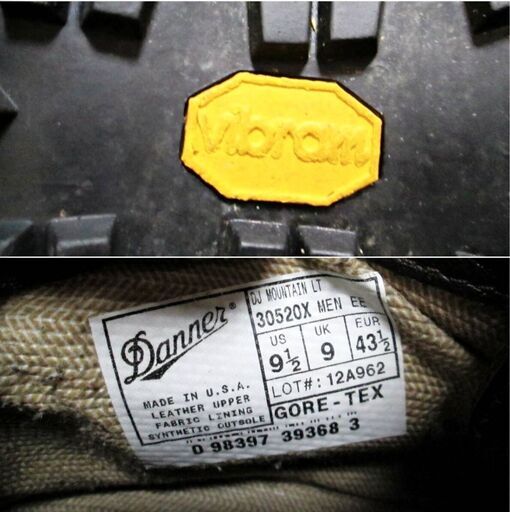 vibram
Danner®
MADE IN U.S.A.
LEATHER UPPER
FABRIC LINING
SYNTHETIC OUTSOLE
DJ MOUNTAIN LT
30520X MEN EE
US UK EUR
9½ 9 43½
LOT#: 12A962
GORE-TEX
0 98397 39368 3